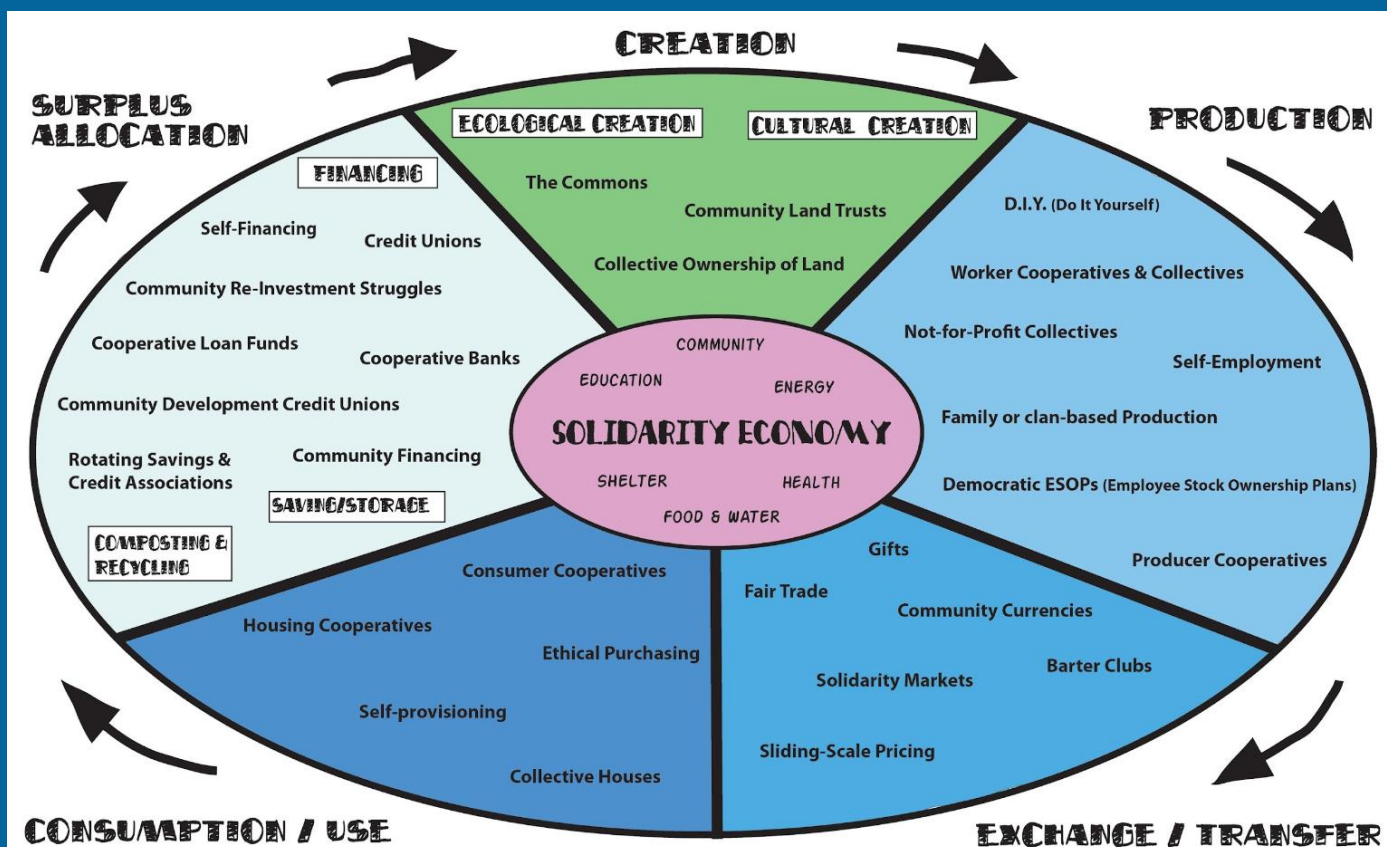 CREATION
SURPLUS
ALLOCATION
PRODUCTION
ECOLOGICAL CREATION
CULTURAL CREATION
The Commons
Community Land Trusts
Collective Ownership of Land
FINANCING
Self-Financing
Credit Unions
Community Re-Investment Struggles
Cooperative Loan Funds
Cooperative Banks
Community Development Credit Unions
Rotating Savings &
Credit Associations
Community Financing
SAVING/STORAGE
COMPOSTING &
RECYCLING
D.I.Y. (Do It Yourself)
Worker Cooperatives & Collectives
Not-for-Profit Collectives
Self-Employment
Family or clan-based Production
Democratic ESOPs (Employee Stock Ownership Plans)
Producer Cooperatives
COMMUNITY
EDUCATION
ENERGY
SOLIDARITY ECONOMY
SHELTER
HEALTH
FOOD & WATER
Consumer Cooperatives
Housing Cooperatives
Ethical Purchasing
Self-provisioning
Collective Houses
Gifts
Fair Trade
Community Currencies
Barter Clubs
Solidarity Markets
Sliding-Scale Pricing
CONSUMPTION / USE
EXCHANGE / TRANSFER